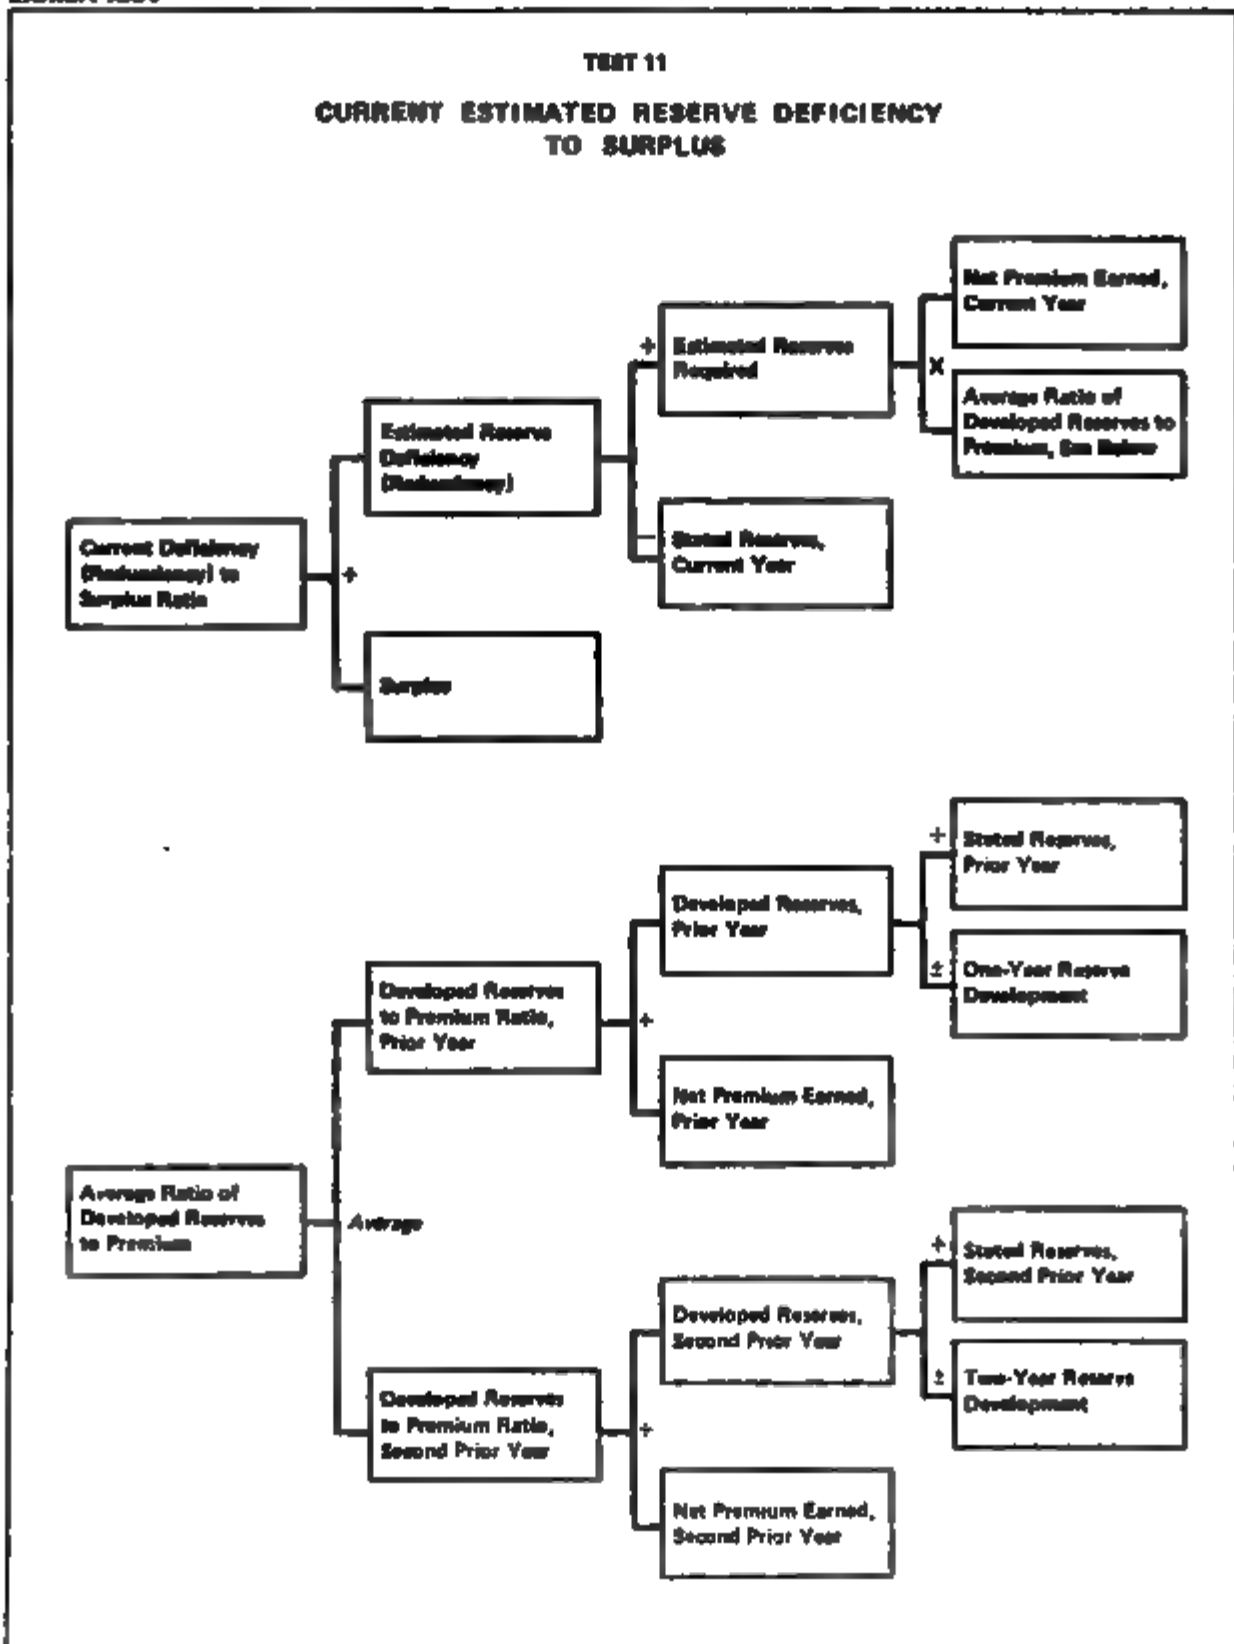 TEST 11
CURRENT ESTIMATED RESERVE DEFICIENCY
TO SURPLUS
Net Premium Earned,
Current Year
+
Estimated Reserves
Required
X
Average Ratio of
Developed Reserves to
Premium, See Below
Estimated Reserve
Deficiency
(Redundancy)
—
Stated Reserves,
Current Year
Current Deficiency
(Redundancy) to
Surplus Ratio
÷
Surplus
+
Stated Reserves,
Prior Year
Developed Reserves,
Prior Year
±
One-Year Reserve
Development
Developed Reserves
to Premium Ratio,
Prior Year
÷
Net Premium Earned,
Prior Year
Average Ratio of
Developed Reserves
to Premium
Average
+
Stated Reserves,
Second Prior Year
Developed Reserves,
Second Prior Year
±
Two-Year Reserve
Development
Developed Reserves
to Premium Ratio,
Second Prior Year
÷
Net Premium Earned,
Second Prior Year